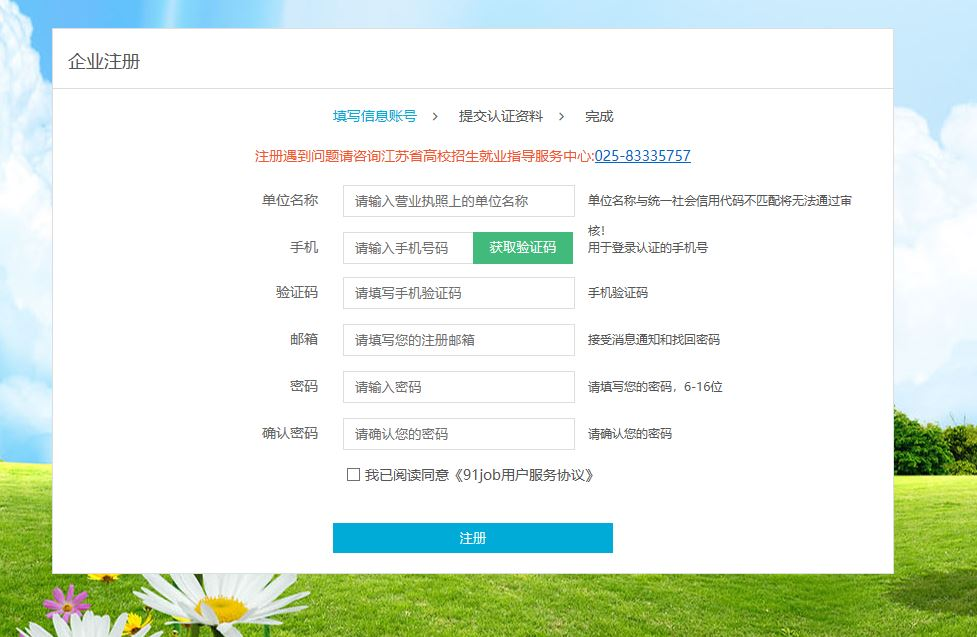 企业注册
填写信息账号 > 提交认证资料 > 完成
注册遇到问题请咨询江苏省高校招生就业指导服务中心:025-83335757
单位名称 请输入营业执照上的单位名称 单位名称与统一社会信用代码不匹配将无法通过审
核!
手机 请输入手机号码 获取验证码 用于登录认证的手机号
验证码 请填写手机验证码 手机验证码
邮箱 请填写您的注册邮箱 接受消息通知和找回密码
密码 请输入密码 请填写您的密码，6-16位
确认密码 请确认您的密码 请确认您的密码
我已阅读同意《91job用户服务协议》
注册